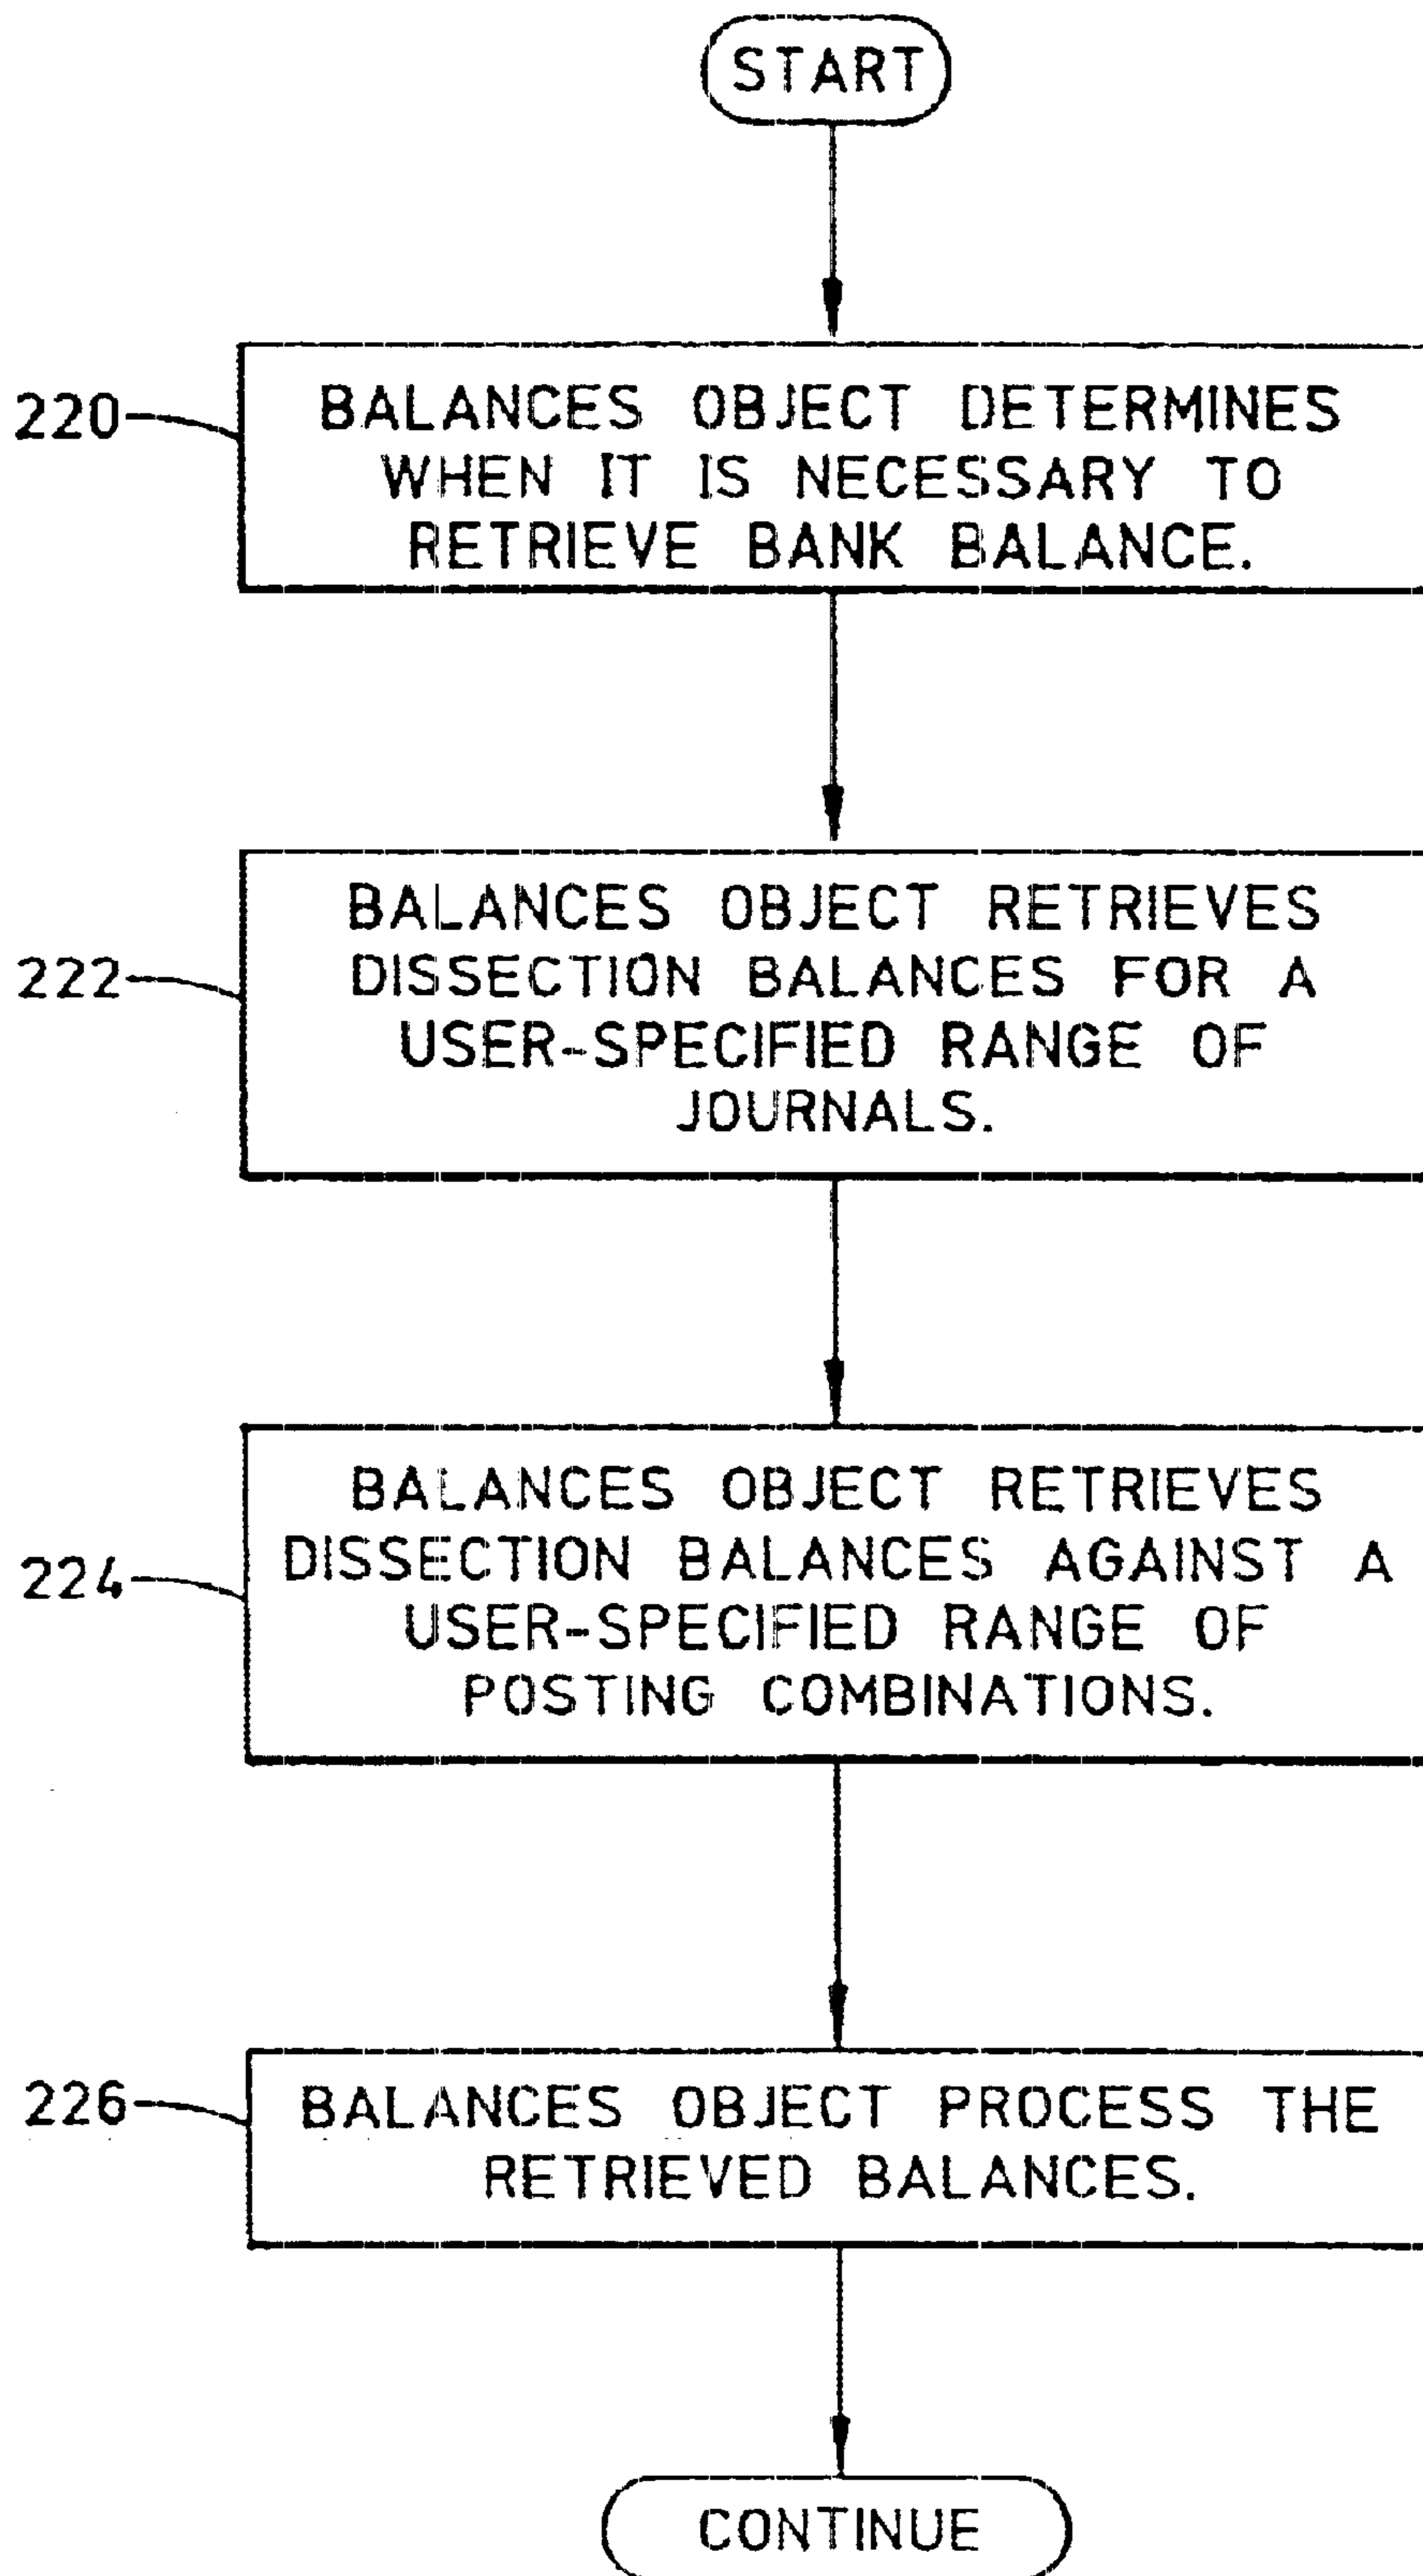 START
220
BALANCES OBJECT DETERMINES
WHEN IT IS NECESSARY TO
RETRIEVE BANK BALANCE.
222
BALANCES OBJECT RETRIEVES
DISSECTION BALANCES FOR A
USER-SPECIFIED RANGE OF
JOURNALS.
224
BALANCES OBJECT RETRIEVES
DISSECTION BALANCES AGAINST A
USER-SPECIFIED RANGE OF
POSTING COMBINATIONS.
226
BALANCES OBJECT PROCESS THE
RETRIEVED BALANCES.
CONTINUE